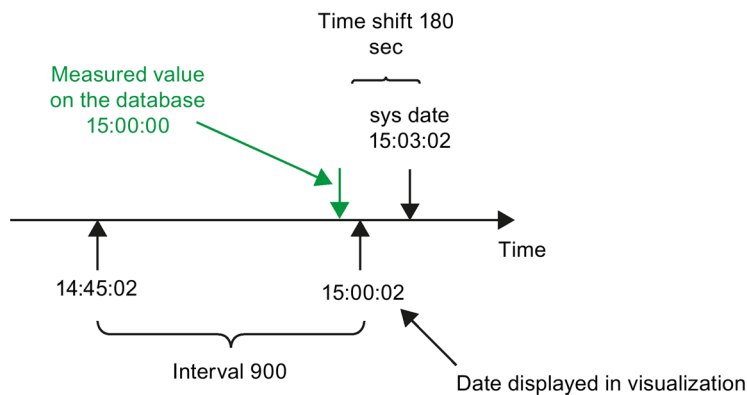 Time shift 180
sec
Measured value
on the database
15:00:00
sys date
15:03:02
Time
14:45:02
15:00:02
Interval 900
Date displayed in visualization